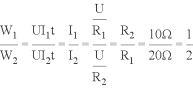 W₁/W₂ = UI₁t/UI₂t = I₁/I₂ = (U/R₁)/(U/R₂) = R₂/R₁ = 10Ω/20Ω = 1/2